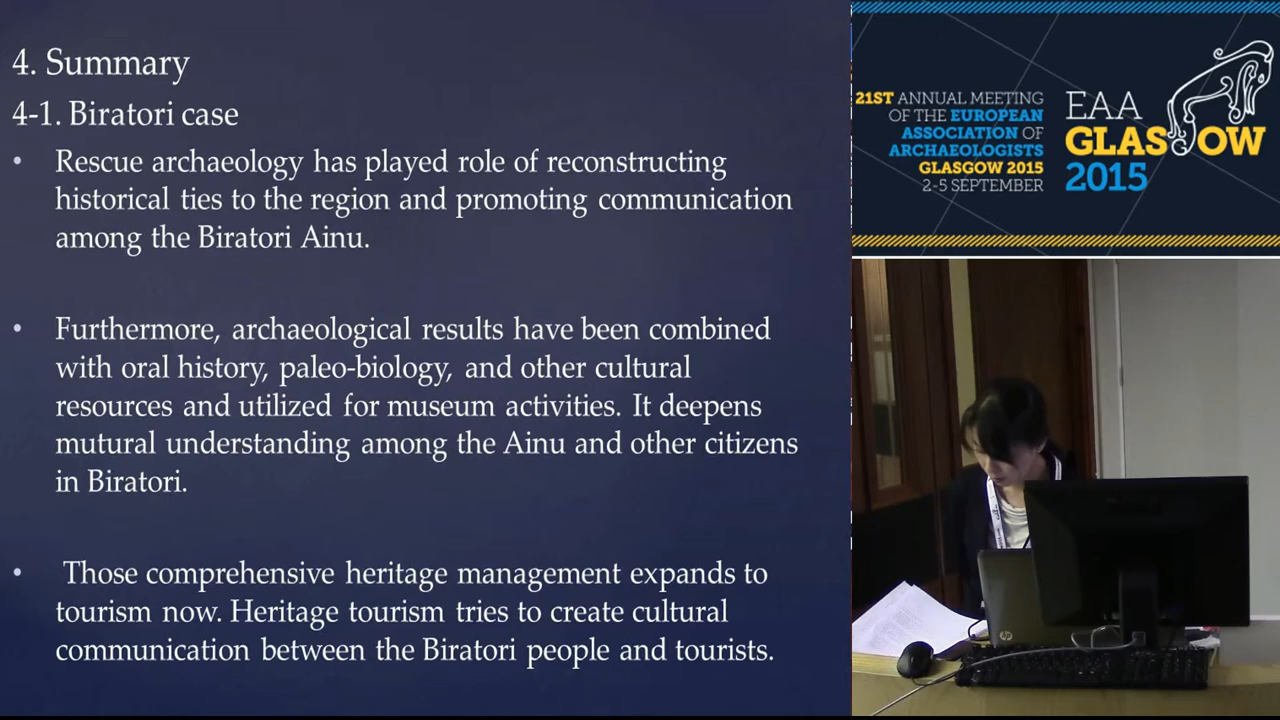 4. Summary
4-1. Biratori case
• Rescue archaeology has played role of reconstructing
historical ties to the region and promoting communication
among the Biratori Ainu.
• Furthermore, archaeological results have been combined
with oral history, paleo-biology, and other cultural
resources and utilized for museum activities. It deepens
mutural understanding among the Ainu and other citizens
in Biratori.
• Those comprehensive heritage management expands to
tourism now. Heritage tourism tries to create cultural
communication between the Biratori people and tourists.
21ST ANNUAL MEETING
OF THE EUROPEAN
ASSOCIATION OF
ARCHAEOLOGISTS
GLASGOW 2015
2-5 SEPTEMBER
EAA
GLASGOW
2015
hp